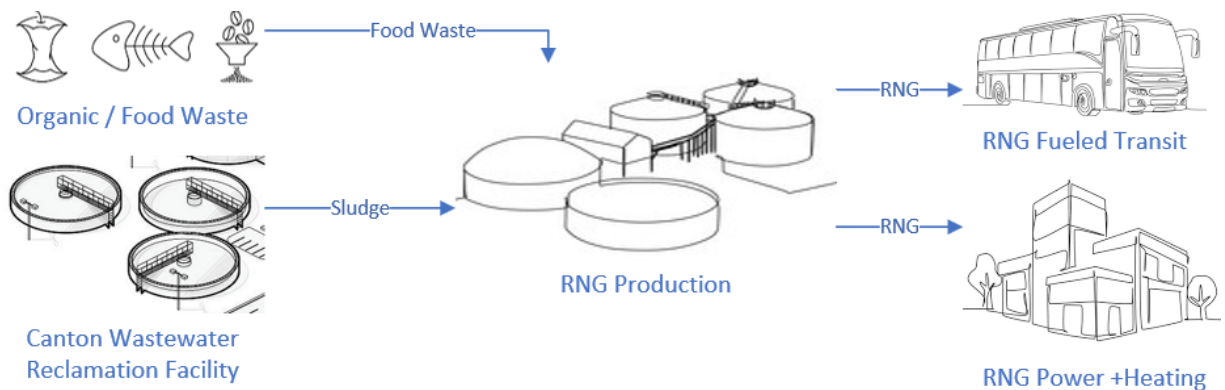 Food Waste
Organic / Food Waste
Sludge
Canton Wastewater
Reclamation Facility
RNG Production
RNG
RNG Fueled Transit
RNG
RNG Power +Heating